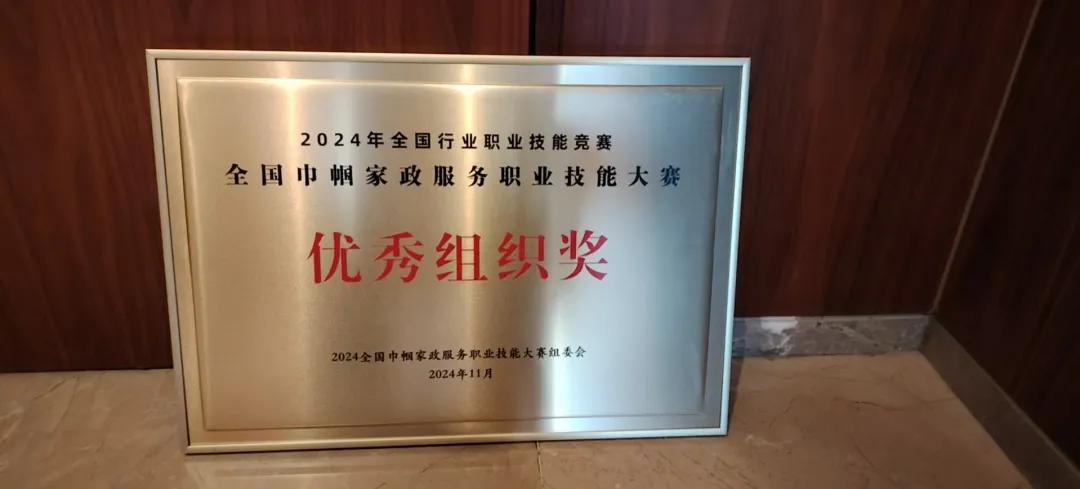 2024年全国行业职业技能竞赛
全国巾帼家政服务职业技能大赛
优秀组织奖
2024全国巾帼家政服务职业技能大赛组委会
2024年11月